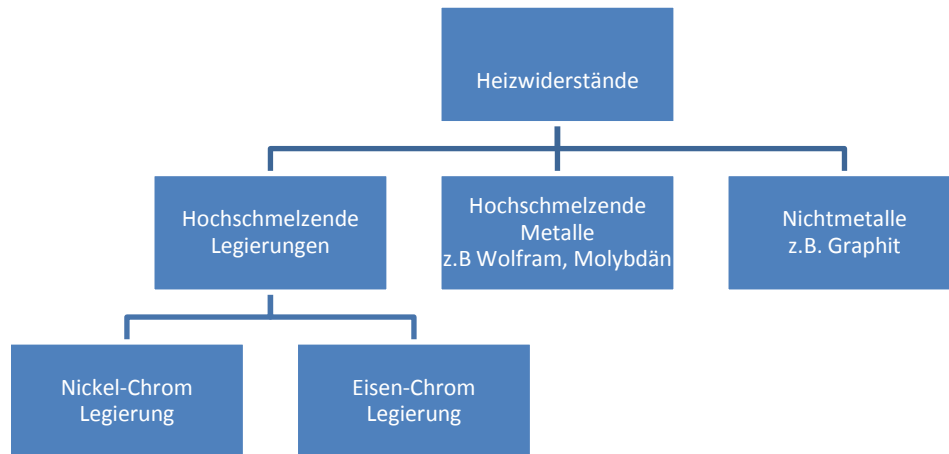 Heizwiderstände
Hochschmelzende
Legierungen
Hochschmelzende
Metalle
z.B Wolfram, Molybdän
Nichtmetalle
z.B. Graphit
Nickel-Chrom
Legierung
Eisen-Chrom
Legierung